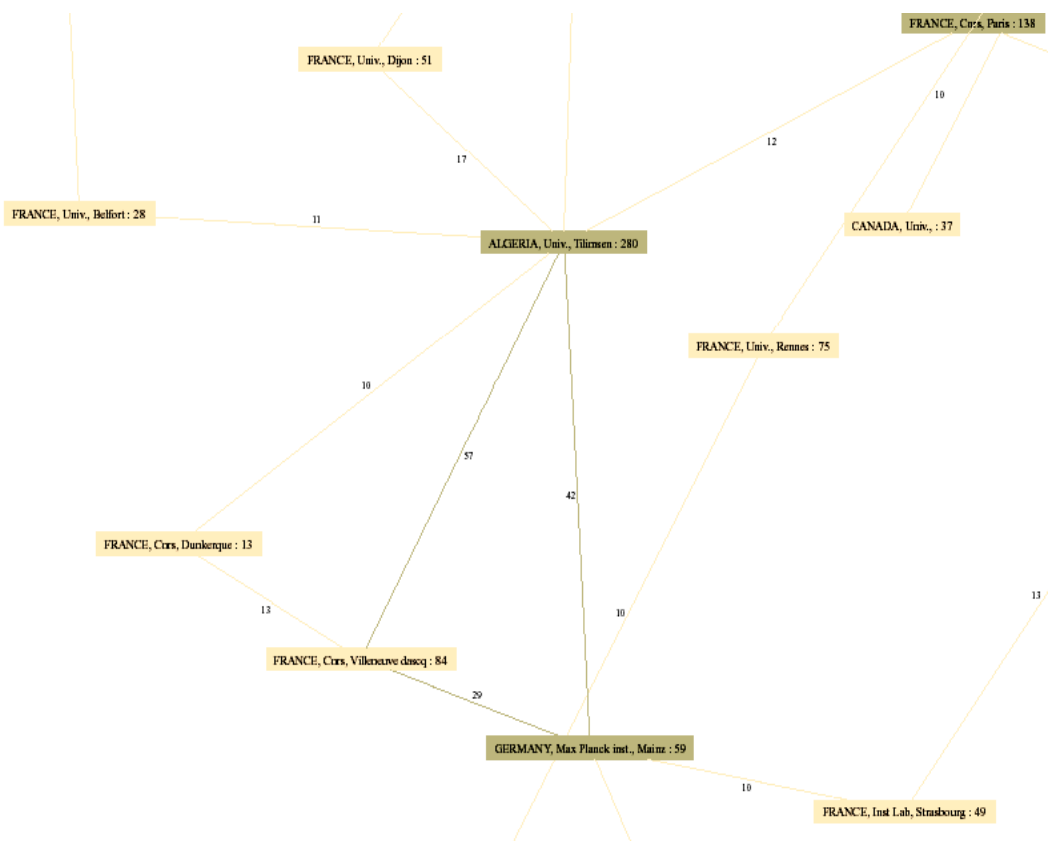 FRANCE, Cnrs, Paris : 138
FRANCE, Univ., Dijon : 51
10
12
17
FRANCE, Univ., Belfort : 28
11
CANADA, Univ., : 37
ALGERIA, Univ., Tilimsen : 280
FRANCE, Univ., Rennes : 75
10
57
42
FRANCE, Cnrs, Dunkerque : 13
13
13
10
FRANCE, Cnrs, Villeneuve dascq : 84
29
GERMANY, Max Planck inst., Mainz : 59
10
FRANCE, Inst Lab, Strasbourg : 49